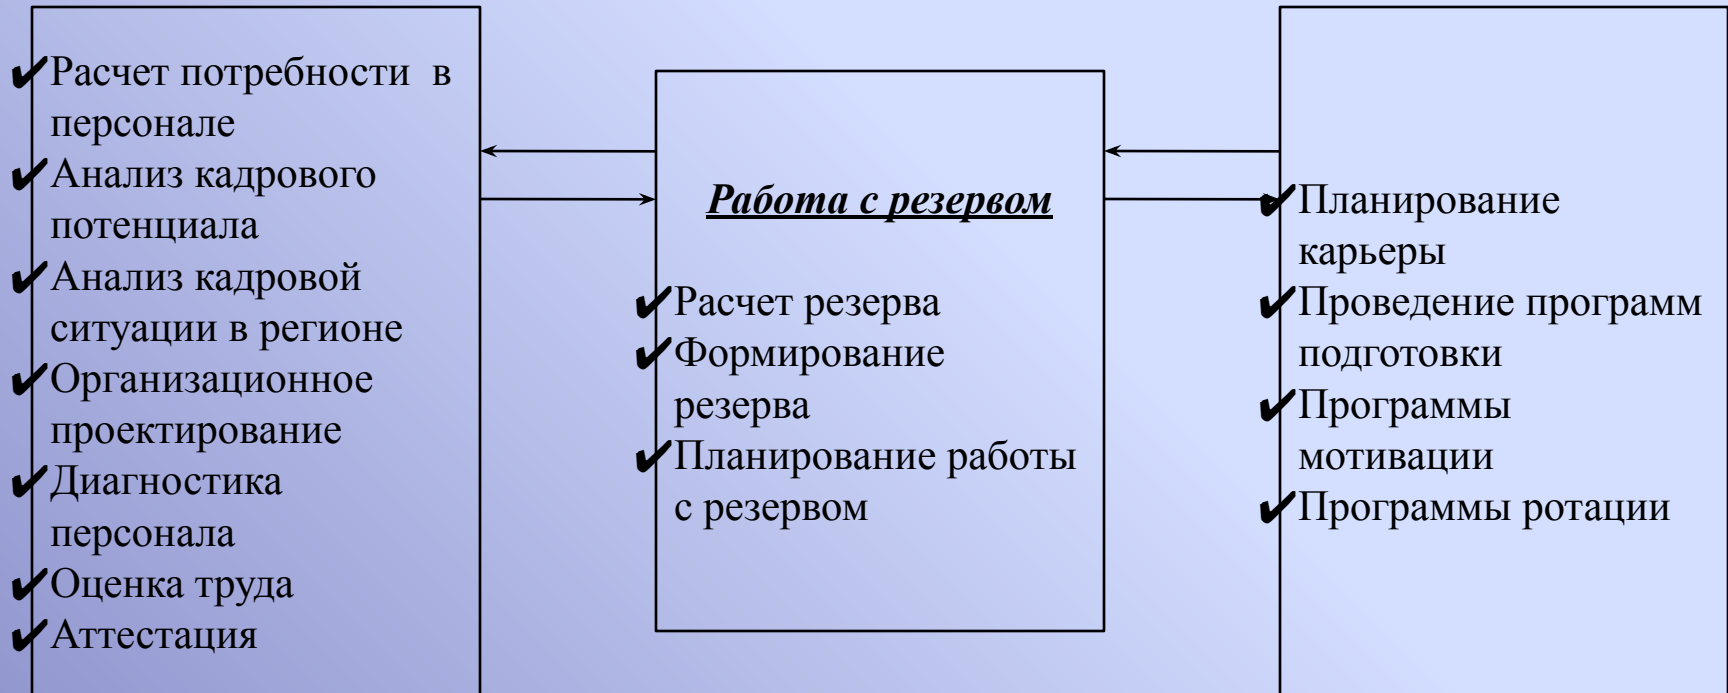 ✔Расчет потребности в
персонале
✔Анализ кадрового
потенциала
✔Анализ кадровой
ситуации в регионе
✔Организационное
проектирование
✔Диагностика
персонала
✔Оценка труда
✔Аттестация
Работа с резервом
✔Расчет резерва
✔Формирование
резерва
✔Планирование работы
с резервом
✔Планирование
карьеры
✔Проведение программ
подготовки
✔Программы
мотивации
✔Программы ротации